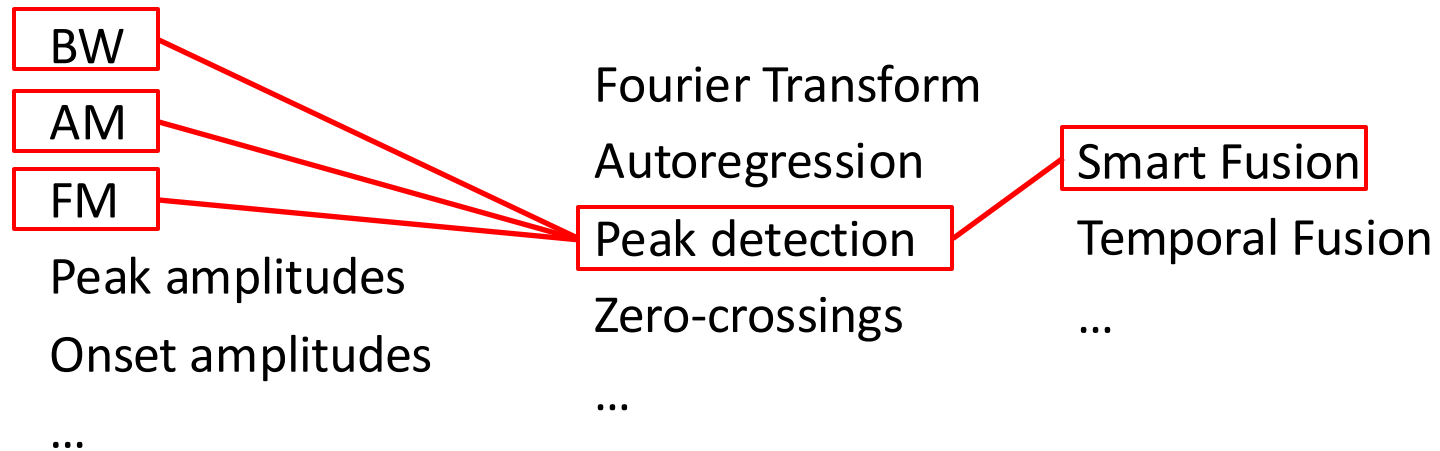 BW
AM
FM
Peak amplitudes
Onset amplitudes
…
Fourier Transform
Autoregression
Peak detection
Zero-crossings
…
Smart Fusion
Temporal Fusion
…